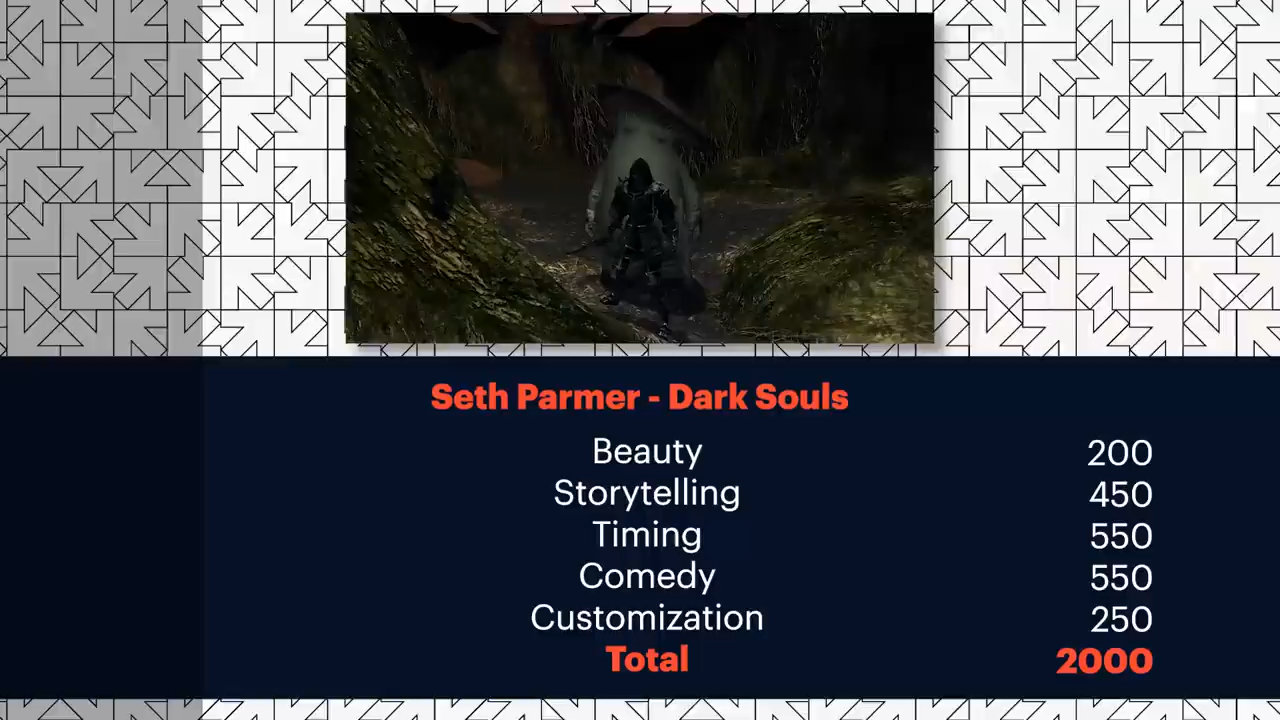 Seth Parmer - Dark Souls
Beauty 200
Storytelling 450
Timing 550
Comedy 550
Customization 250
Total 2000